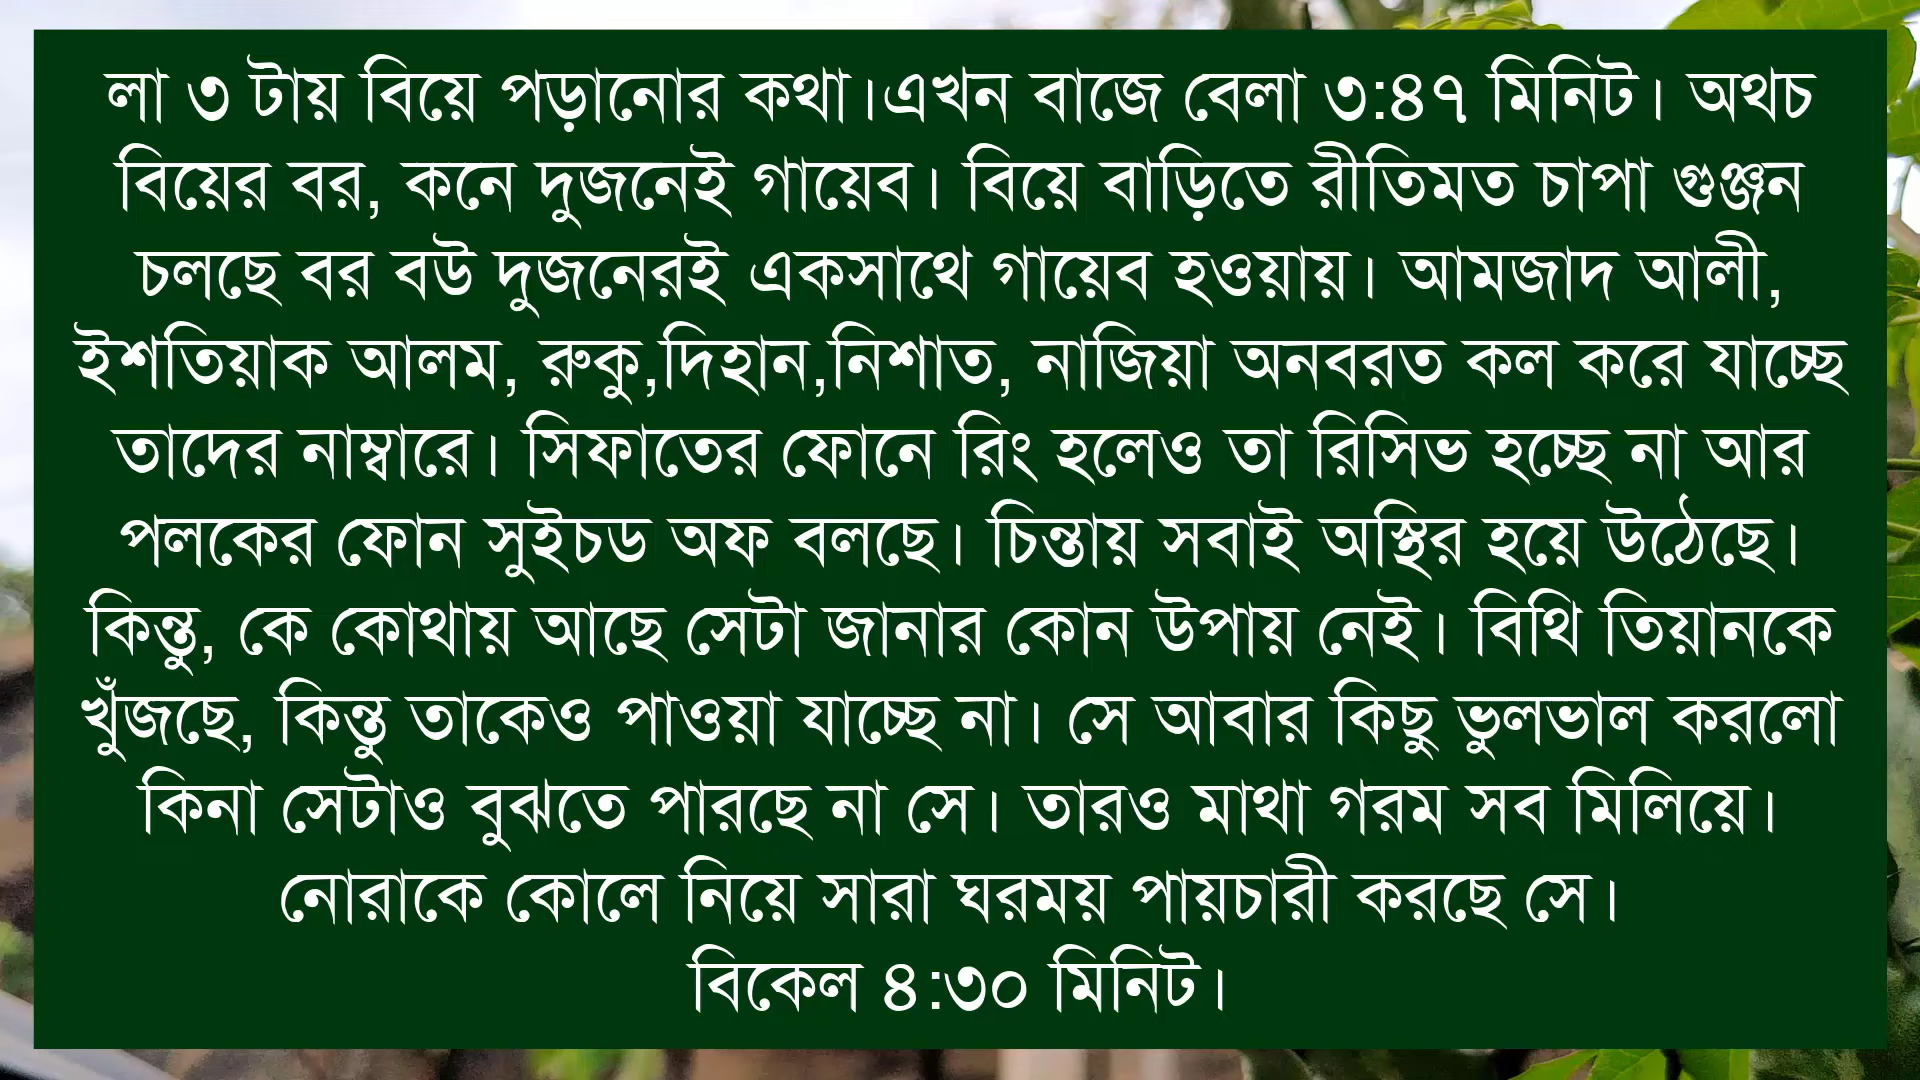 লা ৩ টায় বিয়ে পড়ানোর কথা।এখন বাজে বেলা ৩:৪৭ মিনিট। অথচ
বিয়ের বর, কনে দুজনেই গায়েব। বিয়ে বাড়িতে রীতিমত চাপা গুঞ্জন
চলছে বর বউ দুজনেরই একসাথে গায়েব হওয়ায়। আমজাদ আলী,
ইশতিয়াক আলম, রুকু,দিহান,নিশাত, নাজিয়া অনবরত কল করে যাচ্ছে
তাদের নাম্বারে। সিফাতের ফোনে রিং হলেও তা রিসিভ হচ্ছে না আর
পলকের ফোন সুইচড অফ বলছে। চিন্তায় সবাই অস্থির হয়ে উঠেছে।
কিন্তু, কে কোথায় আছে সেটা জানার কোন উপায় নেই। বিথি তিয়ানকে
খুঁজছে, কিন্তু তাকেও পাওয়া যাচ্ছে না। সে আবার কিছু ভুলভাল করলো
কিনা সেটাও বুঝতে পারছে না সে। তারও মাথা গরম সব মিলিয়ে।
নোরাকে কোলে নিয়ে সারা ঘরময় পায়চারী করছে সে।
বিকেল ৪:৩০ মিনিট।